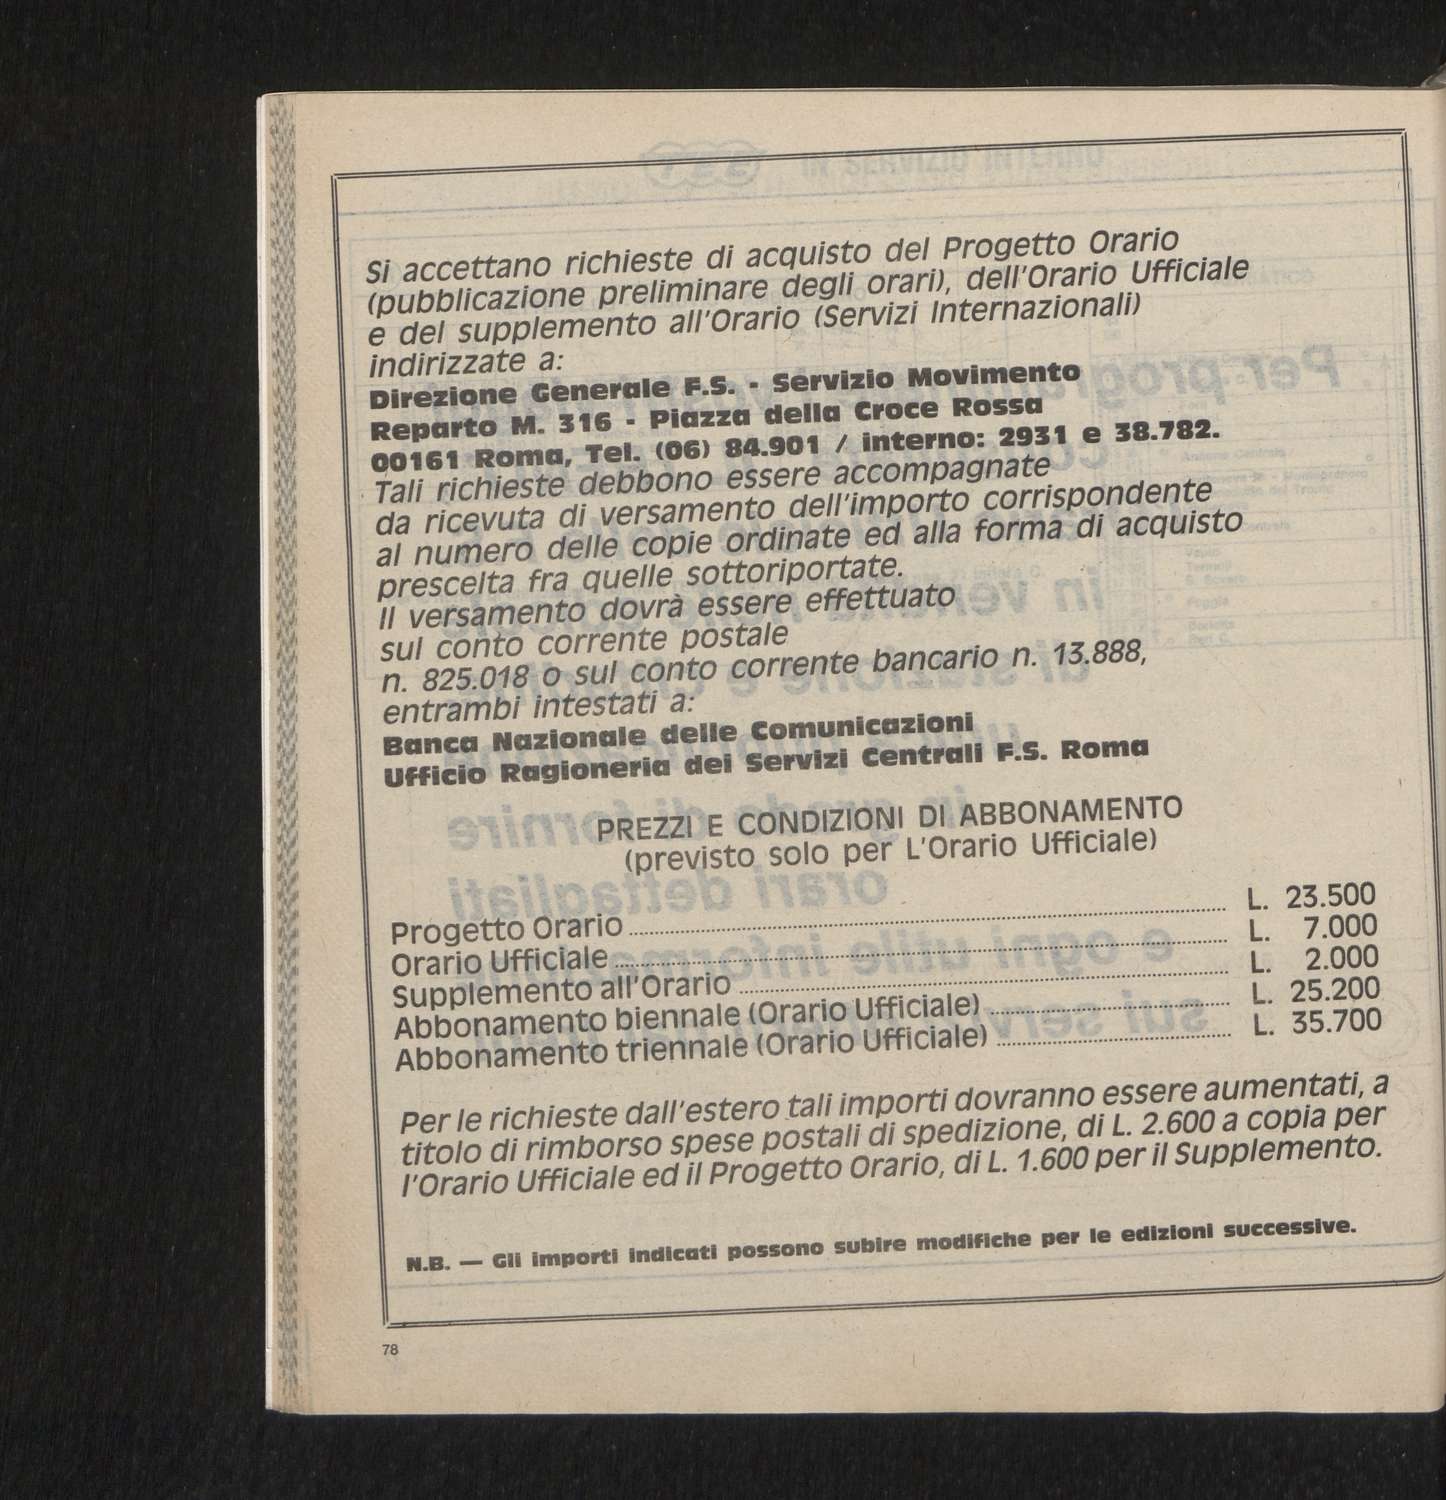 Si accettano richieste di acquisto del Progetto Orario
(pubblicazione preliminare degli orari), dell'Orario Ufficiale
e del supplemento all'Orario (Servizi Internazionali)
indirizzate a:
Direzione Generale F.S. - Servizio Movimento
Reparto M. 316 - Piazza della Croce Rossa
00161 Roma, Tel. (06) 84.901 / interno: 2931 e 38.782.
Tali richieste debbono essere accompagnate
da ricevuta di versamento dell'importo corrispondente
al numero delle copie ordinate ed alla forma di acquisto
prescelta fra quelle sottoriportate.
Il versamento dovrà essere effettuato
sul conto corrente postale
n. 825.018 o sul conto corrente bancario n. 13.888,
entrambi intestati a:
Banca Nazionale delle Comunicazioni
Ufficio Ragioneria dei Servizi Centrali F.S. Roma
PREZZI E CONDIZIONI DI ABBONAMENTO
(previsto solo per L'Orario Ufficiale)
Progetto Orario L. 23.500
Orario Ufficiale L. 7.000
Supplemento all'Orario L. 2.000
Abbonamento biennale (Orario Ufficiale) L. 25.200
Abbonamento triennale (Orario Ufficiale) L. 35.700
Per le richieste dall'estero tali importi dovranno essere aumentati, a
titolo di rimborso spese postali di spedizione, di L. 2.600 a copia per
l'Orario Ufficiale ed il Progetto Orario, di L. 1.600 per il Supplemento.
N.B. — Gli importi indicati possono subire modifiche per le edizioni successive.
78